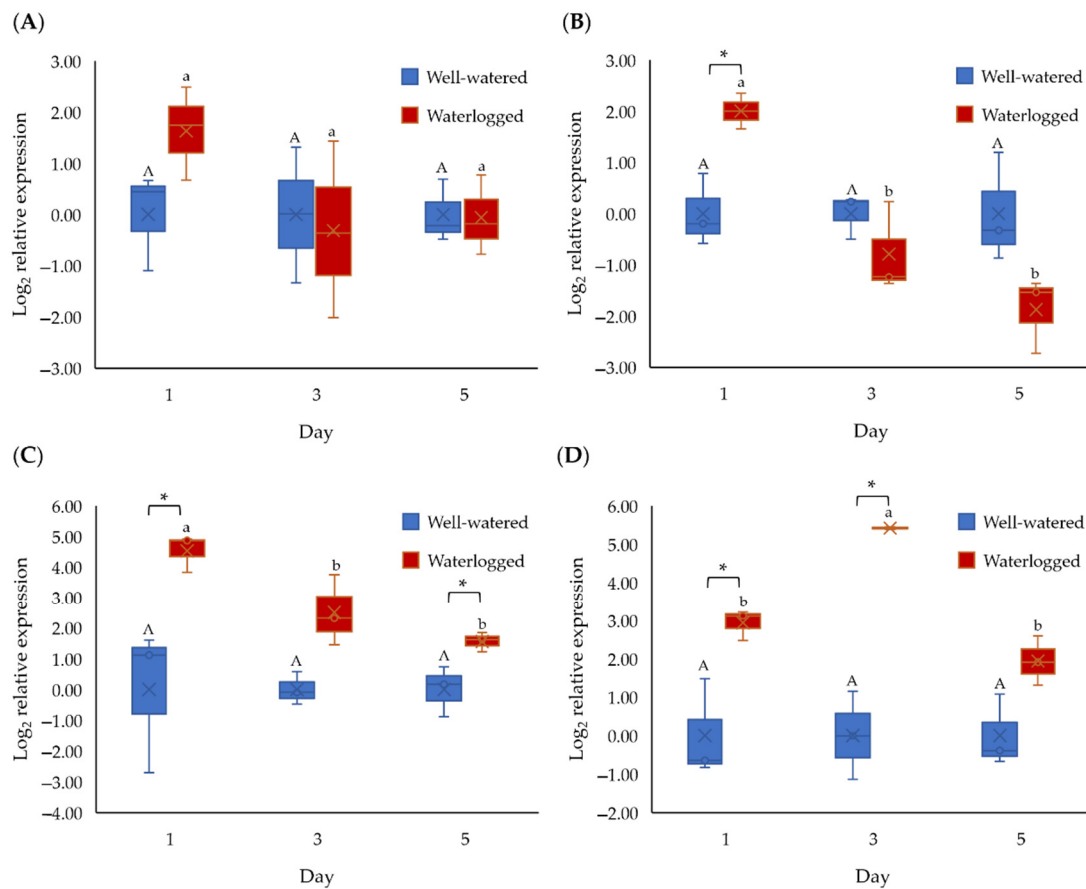 (A)
3.00
2.00
1.00
0.00
−1.00
−2.00
−3.00
Log₂ relative expression
Well-watered
Waterlogged
A
a
A
a
A
a
1
3
5
Day
(B)
3.00
2.00
1.00
0.00
−1.00
−2.00
−3.00
Log₂ relative expression
Well-watered
Waterlogged
*
A
a
A
b
A
b
1
3
5
Day
(C)
6.00
5.00
4.00
3.00
2.00
1.00
0.00
−1.00
−2.00
−3.00
−4.00
Log₂ relative expression
Well-watered
Waterlogged
*
A
a
A
b
*
A
b
1
3
5
Day
(D)
6.00
5.00
4.00
3.00
2.00
1.00
0.00
−1.00
−2.00
Log₂ relative expression
Well-watered
Waterlogged
*
A
b
*
A
a
A
b
1
3
5
Day